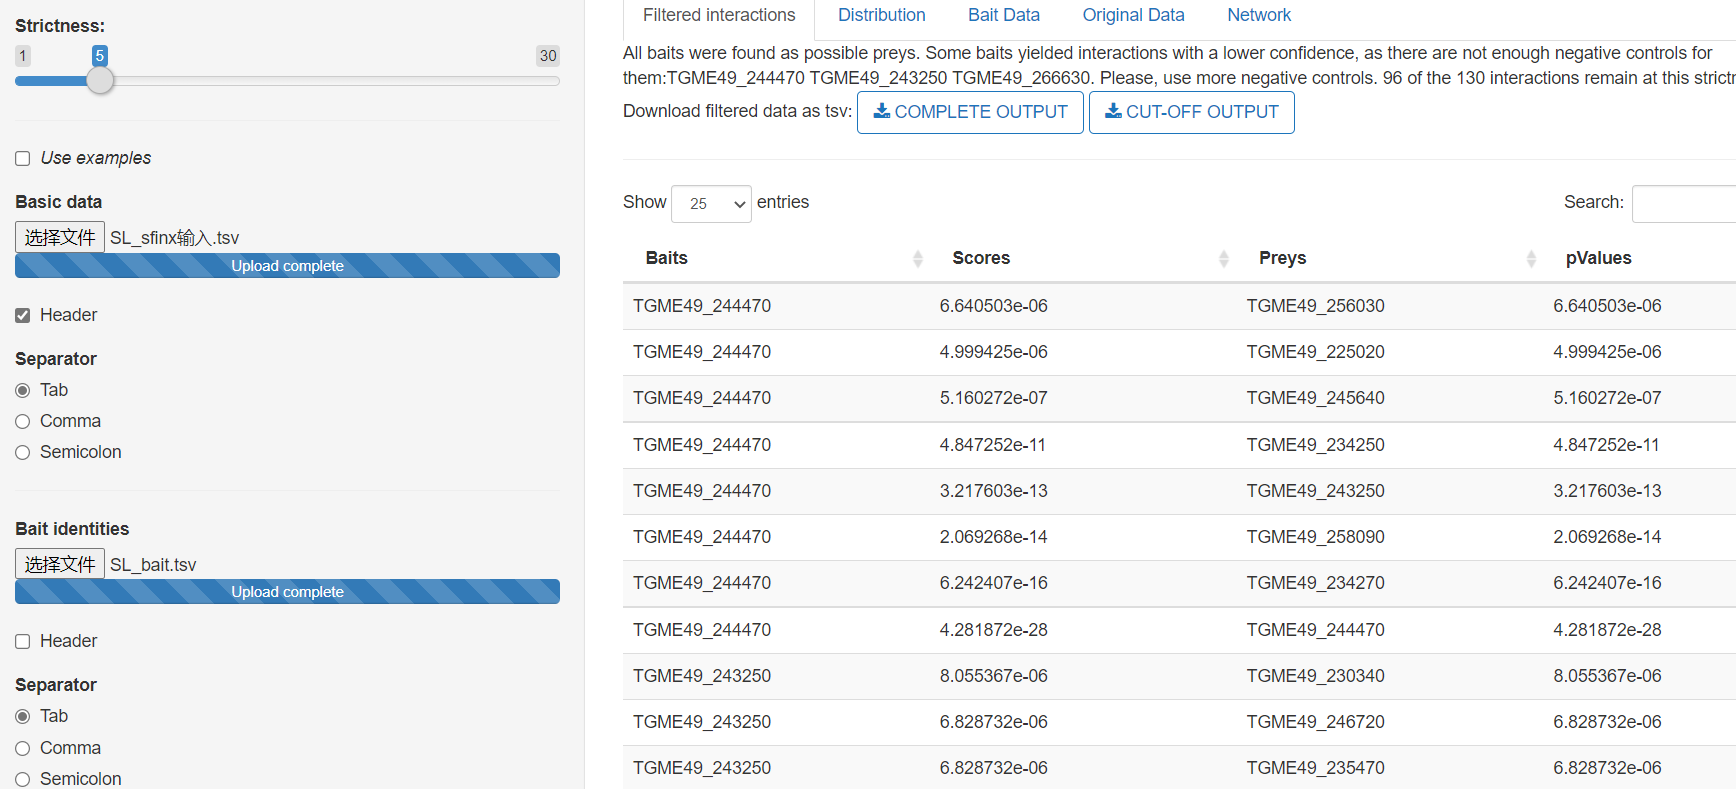 Strictness:
1 5 30
Use examples
Basic data
选择文件 SL_sfinx输入.tsv
Upload complete
Header
Separator
Tab
Comma
Semicolon
Bait identities
选择文件 SL_bait.tsv
Upload complete
Header
Separator
Tab
Comma
Semicolon
Filtered interactions Distribution Bait Data Original Data Network
All baits were found as possible preys. Some baits yielded interactions with a lower confidence, as there are not enough negative controls for
them:TGME49_244470 TGME49_243250 TGME49_266630. Please, use more negative controls. 96 of the 130 interactions remain at this strictr
Download filtered data as tsv: COMPLETE OUTPUT CUT-OFF OUTPUT
Show 25 entries Search:
Baits Scores Preys pValues
TGME49_244470 6.640503e-06 TGME49_256030 6.640503e-06
TGME49_244470 4.999425e-06 TGME49_225020 4.999425e-06
TGME49_244470 5.160272e-07 TGME49_245640 5.160272e-07
TGME49_244470 4.847252e-11 TGME49_234250 4.847252e-11
TGME49_244470 3.217603e-13 TGME49_243250 3.217603e-13
TGME49_244470 2.069268e-14 TGME49_258090 2.069268e-14
TGME49_244470 6.242407e-16 TGME49_234270 6.242407e-16
TGME49_244470 4.281872e-28 TGME49_244470 4.281872e-28
TGME49_243250 8.055367e-06 TGME49_230340 8.055367e-06
TGME49_243250 6.828732e-06 TGME49_246720 6.828732e-06
TGME49_243250 6.828732e-06 TGME49_235470 6.828732e-06